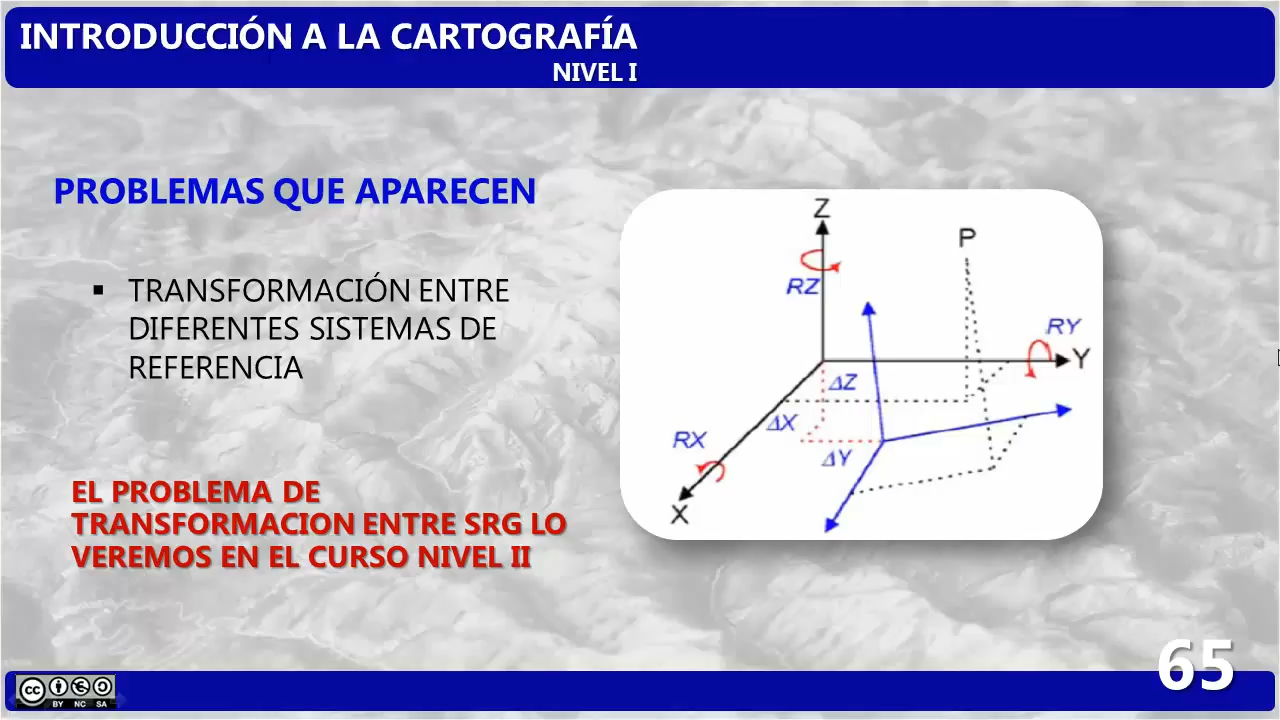 INTRODUCCIÓN A LA CARTOGRAFÍA
NIVEL I
PROBLEMAS QUE APARECEN
▪ TRANSFORMACIÓN ENTRE
DIFERENTES SISTEMAS DE
REFERENCIA
EL PROBLEMA DE
TRANSFORMACION ENTRE SRG LO
VEREMOS EN EL CURSO NIVEL II
Z
P
RZ
RY
Y
ΔZ
ΔX
RX
ΔY
X
65
cc
BY NC SA